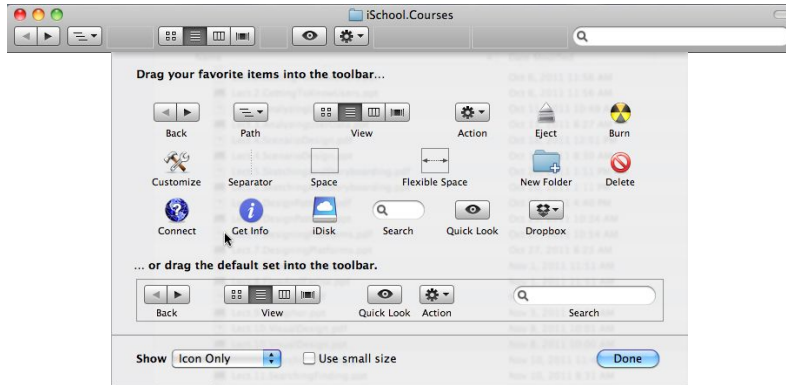 iSchool.Courses
Drag your favorite items into the toolbar...
Back Path View Action Eject Burn
Customize Separator Space Flexible Space New Folder Delete
Connect Get Info iDisk Search Quick Look Dropbox
... or drag the default set into the toolbar.
Back View Quick Look Action Search
Show Icon Only Use small size Done